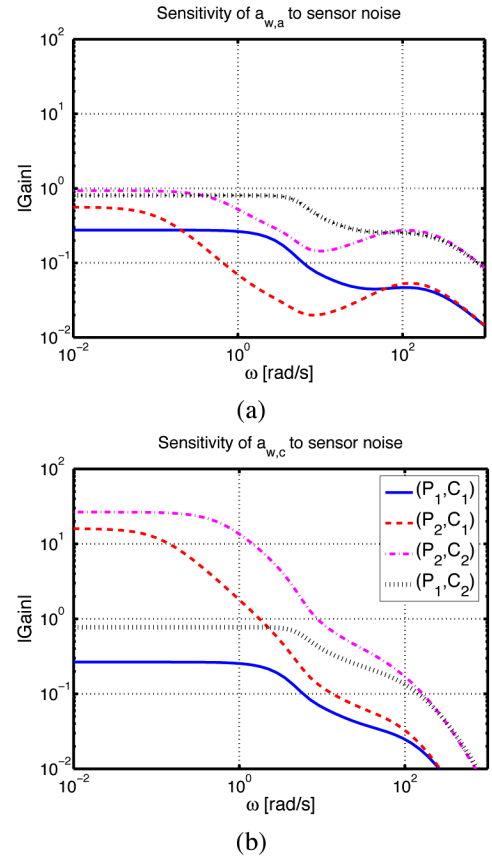 Sensitivity of a_{w,a} to sensor noise
10^2
10^1
10^0
10^{-1}
10^{-2}
|Gain|
10^{-2} 10^0 10^2
ω [rad/s]
(a)
Sensitivity of a_{w,c} to sensor noise
10^2
10^1
10^0
10^{-1}
10^{-2}
|Gain|
(P_1,C_1)
(P_2,C_1)
(P_2,C_2)
(P_1,C_2)
10^{-2} 10^0 10^2
ω [rad/s]
(b)